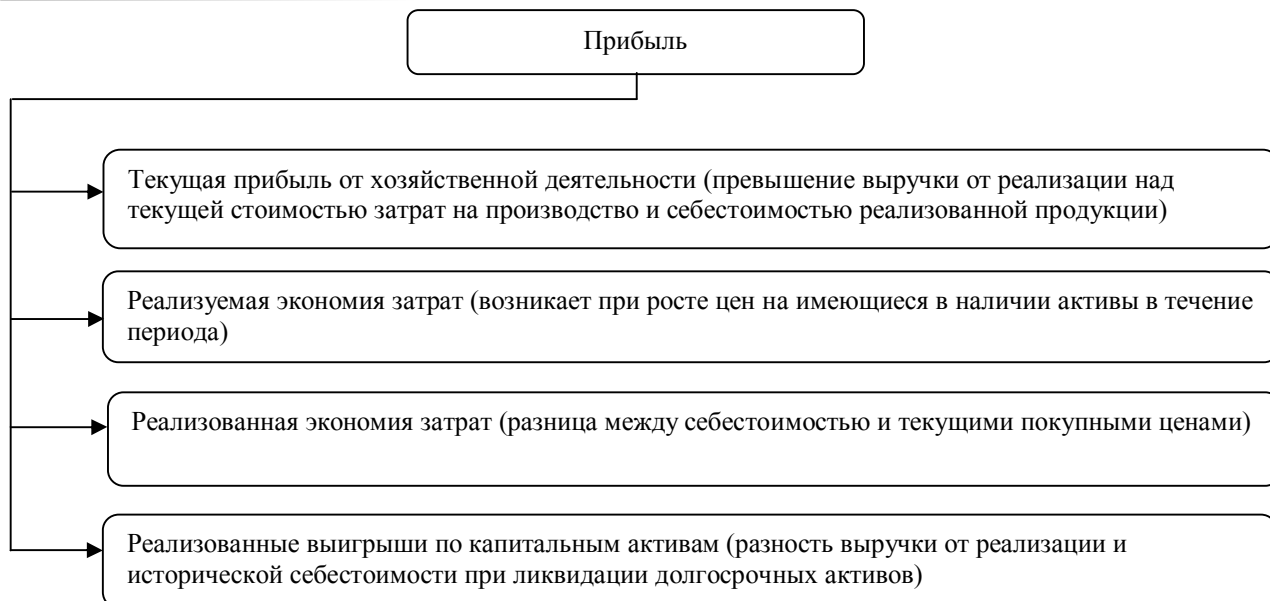 Прибыль
Текущая прибыль от хозяйственной деятельности (превышение выручки от реализации над
текущей стоимостью затрат на производство и себестоимостью реализованной продукции)
Реализуемая экономия затрат (возникает при росте цен на имеющиеся в наличии активы в течение
периода)
Реализованная экономия затрат (разница между себестоимостью и текущими покупными ценами)
Реализованные выигрыши по капитальным активам (разность выручки от реализации и
исторической себестоимости при ликвидации долгосрочных активов)